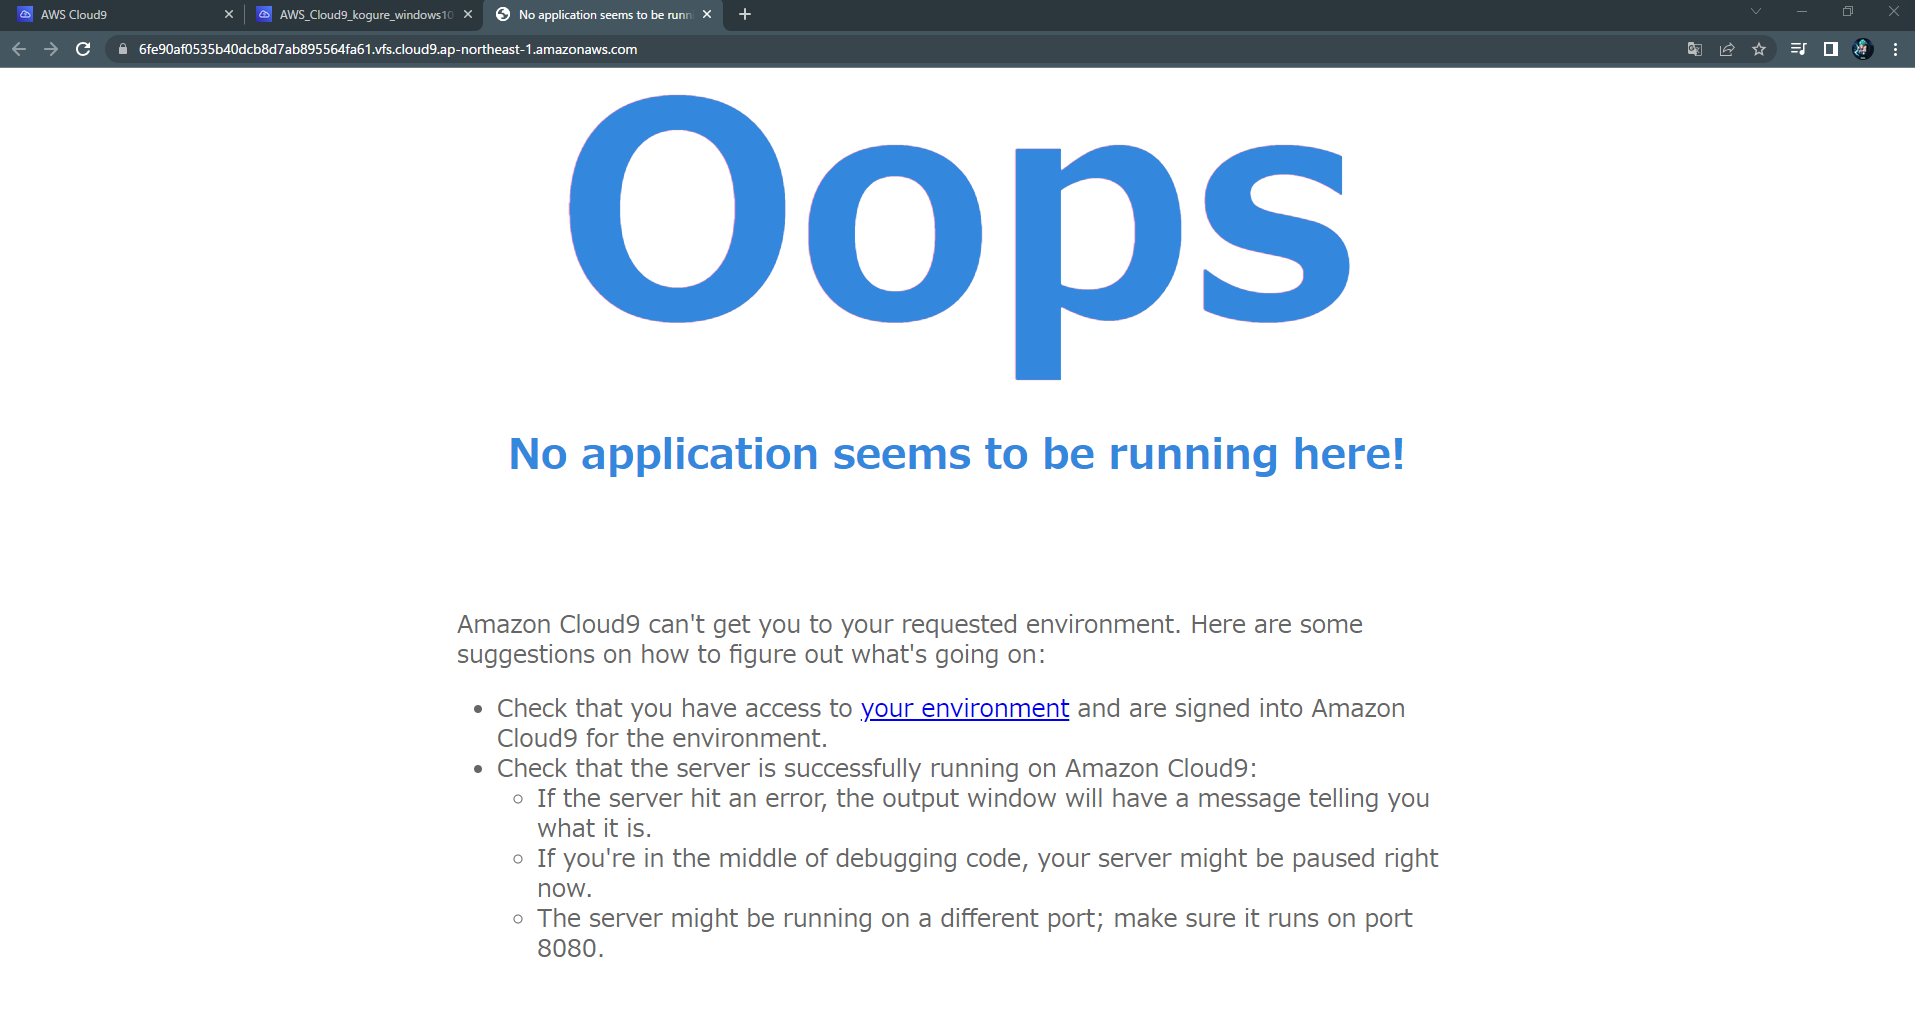 AWS Cloud9
AWS_Cloud9_kogure_windows10
No application seems to be runn
6fe90af0535b40dcb8d7ab895564fa61.vfs.cloud9.ap-northeast-1.amazonaws.com
Oops
No application seems to be running here!
Amazon Cloud9 can't get you to your requested environment. Here are some
suggestions on how to figure out what's going on:
• Check that you have access to your environment and are signed into Amazon
Cloud9 for the environment.
• Check that the server is successfully running on Amazon Cloud9:
◦ If the server hit an error, the output window will have a message telling you
what it is.
◦ If you're in the middle of debugging code, your server might be paused right
now.
◦ The server might be running on a different port; make sure it runs on port
8080.